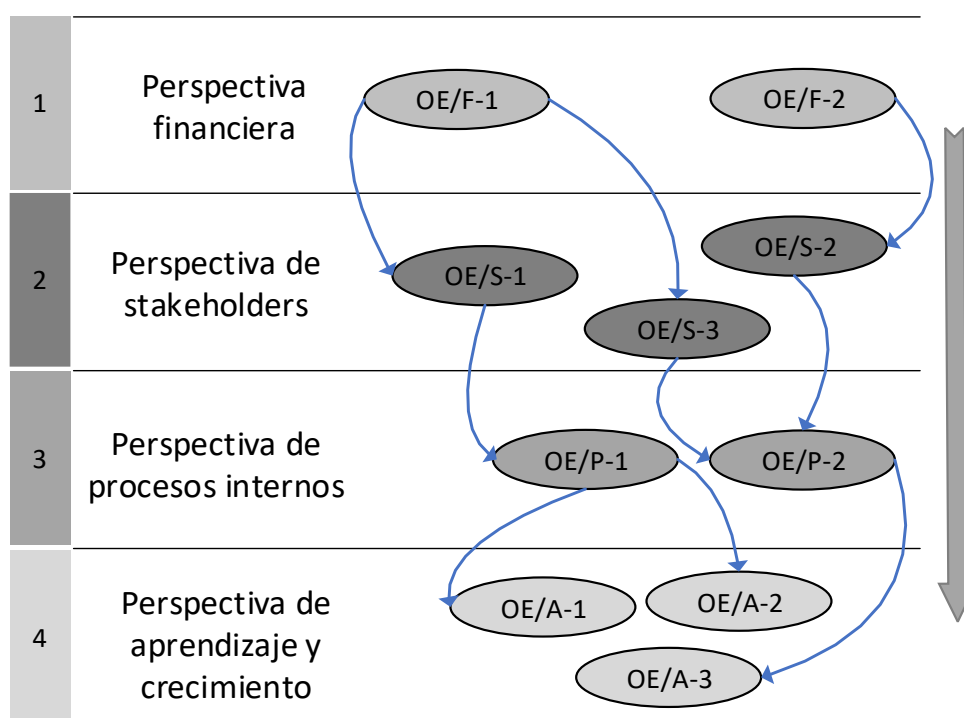 1
Perspectiva
financiera
OE/F-1
OE/F-2
2
Perspectiva de
stakeholders
OE/S-1
OE/S-2
OE/S-3
3
Perspectiva de
procesos internos
OE/P-1
OE/P-2
4
Perspectiva de
aprendizaje y
crecimiento
OE/A-1
OE/A-2
OE/A-3